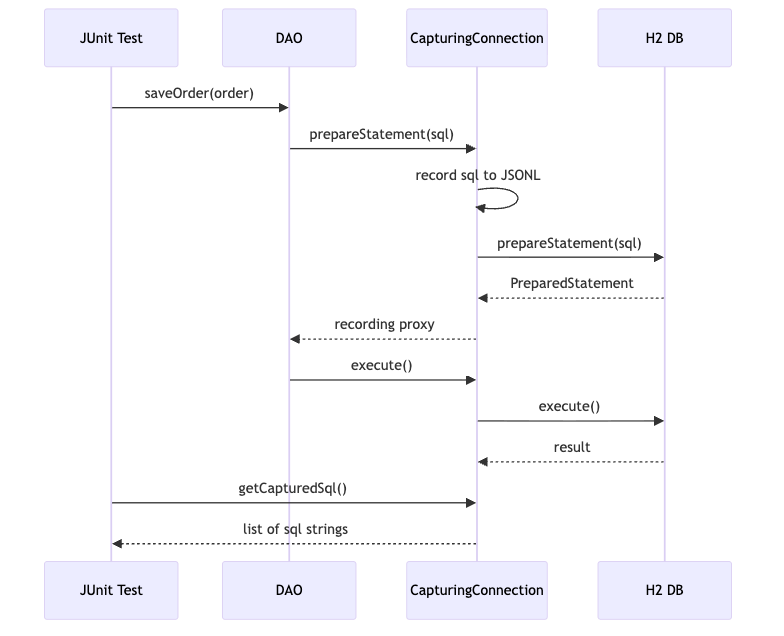 JUnit Test
DAO
CapturingConnection
H2 DB
saveOrder(order)
prepareStatement(sql)
record sql to JSONL
prepareStatement(sql)
PreparedStatement
recording proxy
execute()
execute()
result
getCapturedSql()
list of sql strings
JUnit Test
DAO
CapturingConnection
H2 DB